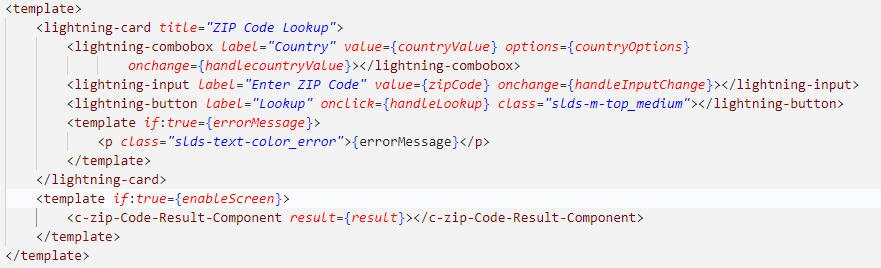 <template>
    <lightning-card title="ZIP Code Lookup">
        <lightning-combobox label="Country" value={countryValue} options={countryOptions}
                onchange={handlecountryValue}></lightning-combobox>
        <lightning-input label="Enter ZIP Code" value={zipCode} onchange={handleInputChange}></lightning-input>
        <lightning-button label="Lookup" onclick={handleLookup} class="slds-m-top_medium"></lightning-button>
        <template if:true={errorMessage}>
            <p class="slds-text-color_error">{errorMessage}</p>
        </template>
    </lightning-card>
    <template if:true={enableScreen}>
        <c-zip-Code-Result-Component result={result}></c-zip-Code-Result-Component>
    </template>
</template>